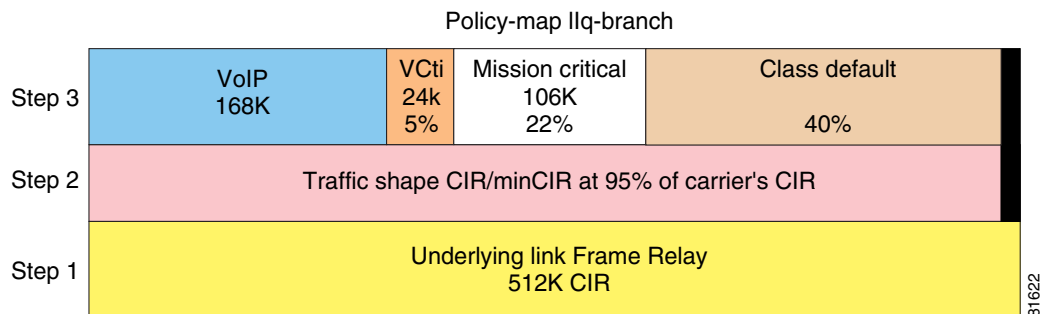 Policy-map llq-branch
Step 3
VoIP
168K
VCti
24k
5%
Mission critical
106K
22%
Class default
40%
Step 2
Traffic shape CIR/minCIR at 95% of carrier's CIR
Step 1
Underlying link Frame Relay
512K CIR
81622